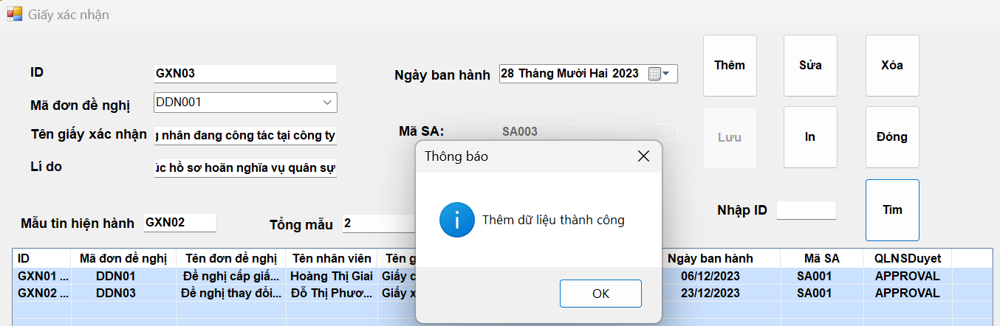 Giấy xác nhận
ID GXN03 Ngày ban hành 28 Tháng Mười Hai 2023 Thêm Sửa Xóa
Mã đơn đề nghị DDN001
Tên giấy xác nhận nhân đang công tác tại công ty Mã SA: SA003 Lưu In Đóng
Lí do hồ sơ hoãn nghĩa vụ quân sự
Thông báo
Thêm dữ liệu thành công
OK
Mẫu tin hiện hành GXN02 Tổng mẫu 2 Nhập ID Tìm
ID Mã đơn đề nghị Tên đơn đề nghị Tên nhân viên Tên g Ngày ban hành Mã SA QLNSDuyet
GXN01 ... DDN01 Đề nghị cấp giấ... Hoàng Thị Giai Giấy c 06/12/2023 SA001 APPROVAL
GXN02 ... DDN03 Đề nghị thay đổi... Đỗ Thị Phươ... Giấy x 23/12/2023 SA001 APPROVAL